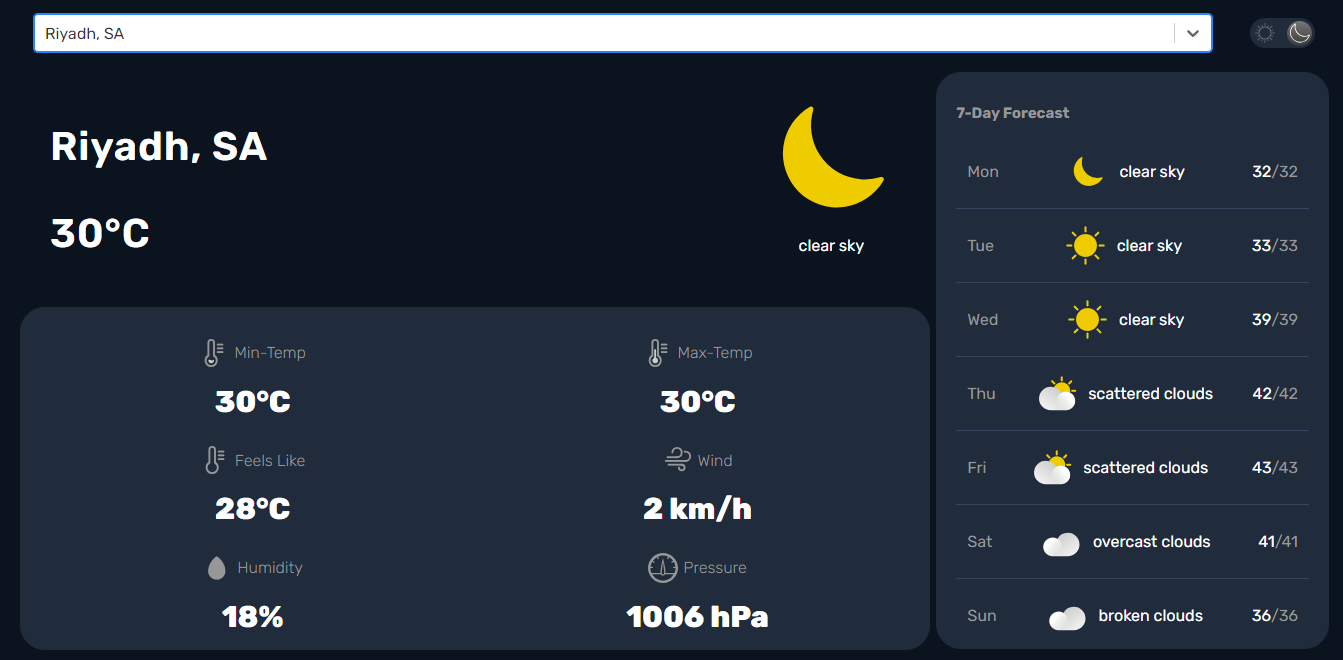 Riyadh, SA
Riyadh, SA
30°C
clear sky
Min-Temp
30°C
Max-Temp
30°C
Feels Like
28°C
Wind
2 km/h
Humidity
18%
Pressure
1006 hPa
7-Day Forecast
Mon clear sky 32/32
Tue clear sky 33/33
Wed clear sky 39/39
Thu scattered clouds 42/42
Fri scattered clouds 43/43
Sat overcast clouds 41/41
Sun broken clouds 36/36